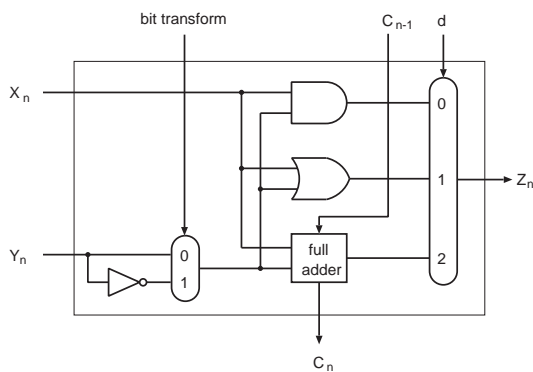 bit transform
C n-1
d
X n
0
1
Z n
full
adder
Y n
0
1
2
C n